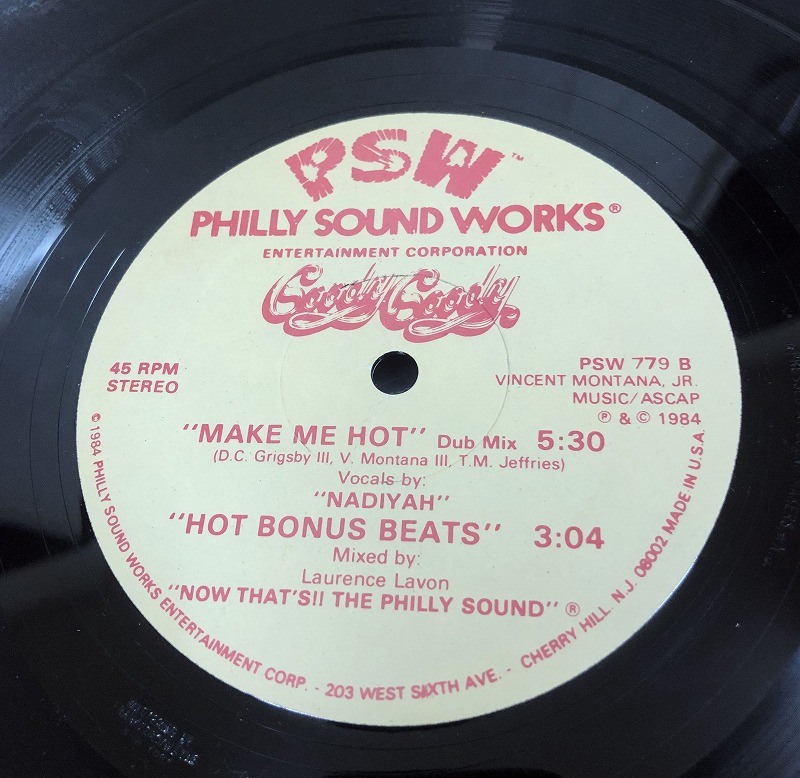 PSW™
PHILLY SOUND WORKS®
ENTERTAINMENT CORPORATION
Goody Goody
45 RPM
STEREO
PSW 779 B
VINCENT MONTANA, JR.
MUSIC/ASCAP
℗ & © 1984
"MAKE ME HOT" Dub Mix 5:30
(D.C. Grigsby III, V. Montana III, T.M. Jeffries)
Vocals by:
"NADIYAH"
"HOT BONUS BEATS" 3:04
Mixed by:
Laurence Lavon
"NOW THAT'S!! THE PHILLY SOUND" ®
© 1984 PHILLY SOUND WORKS ENTERTAINMENT CORP. - 203 WEST SIXTH AVE. - CHERRY HILL. N.J. 08002 MADE IN U.S.A.